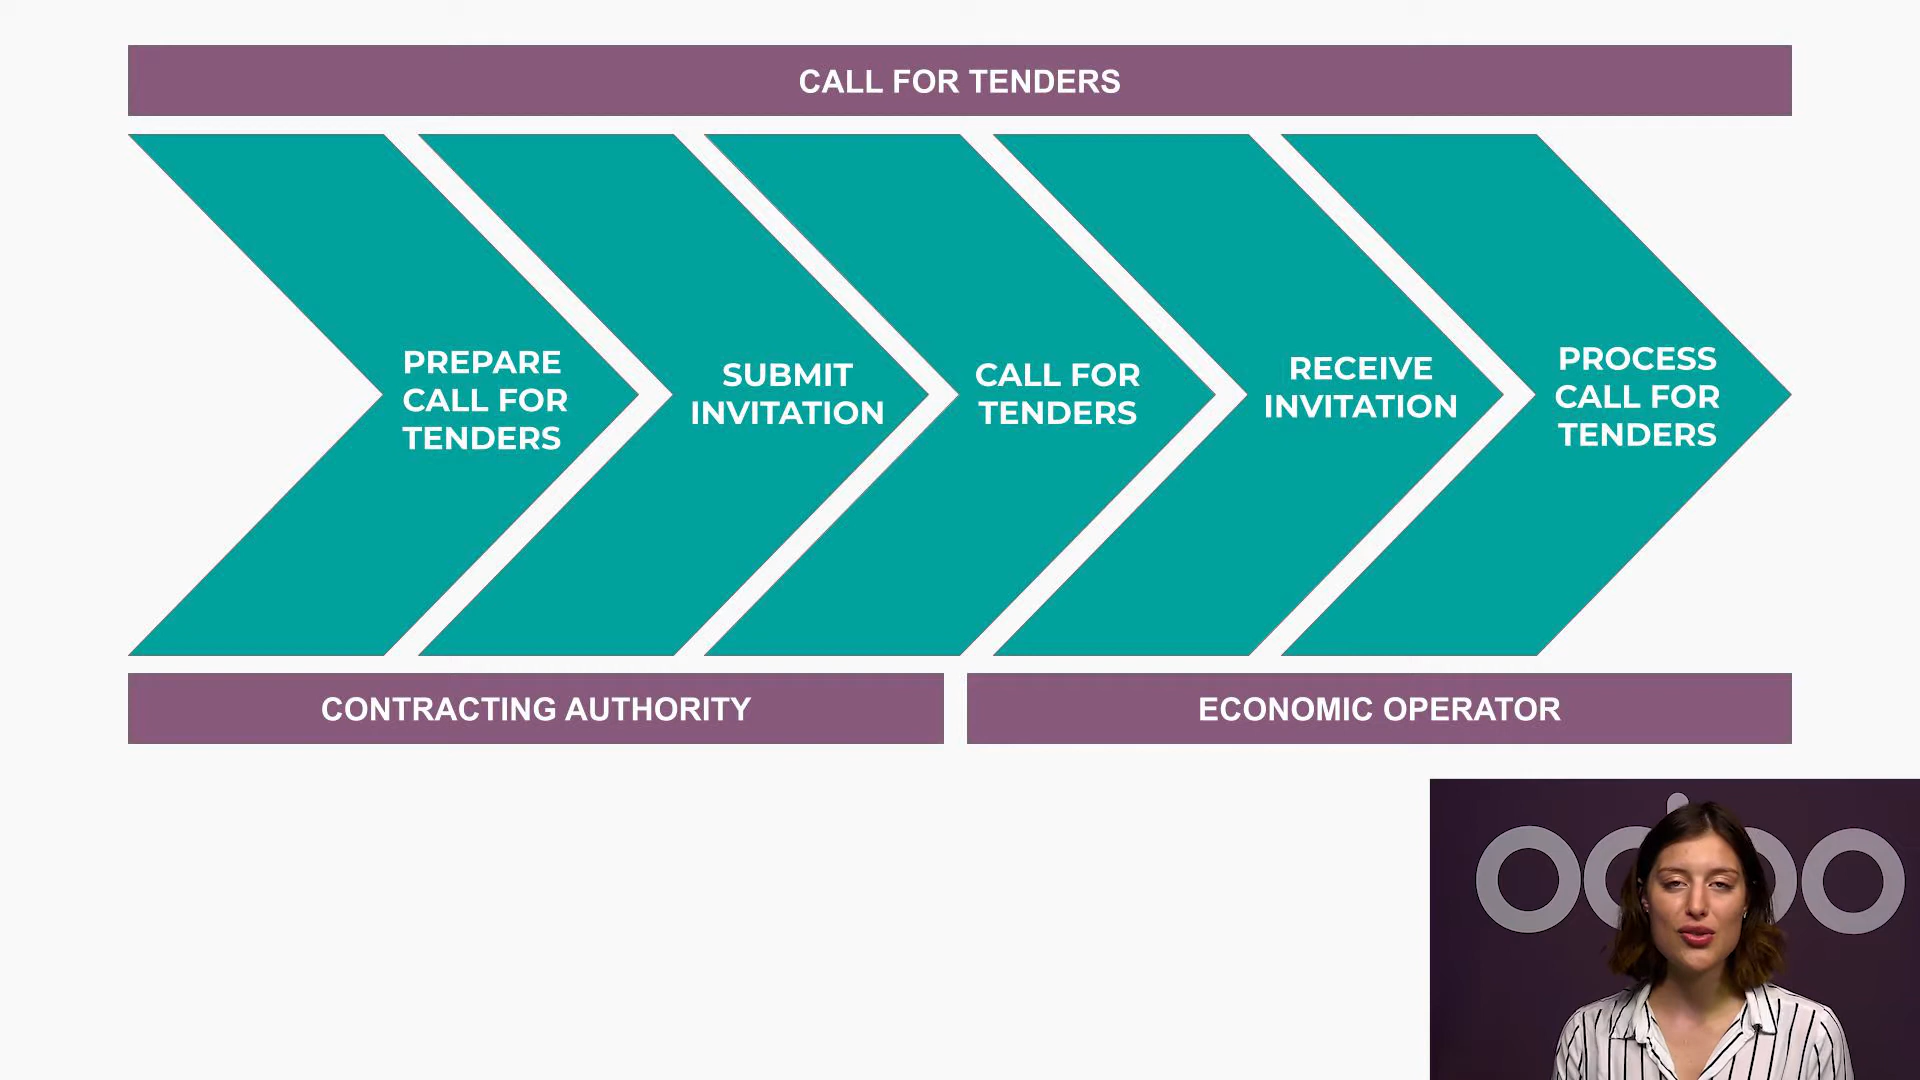 CALL FOR TENDERS
PREPARE
CALL FOR
TENDERS
SUBMIT
INVITATION
CALL FOR
TENDERS
RECEIVE
INVITATION
PROCESS
CALL FOR
TENDERS
CONTRACTING AUTHORITY
ECONOMIC OPERATOR
odoo